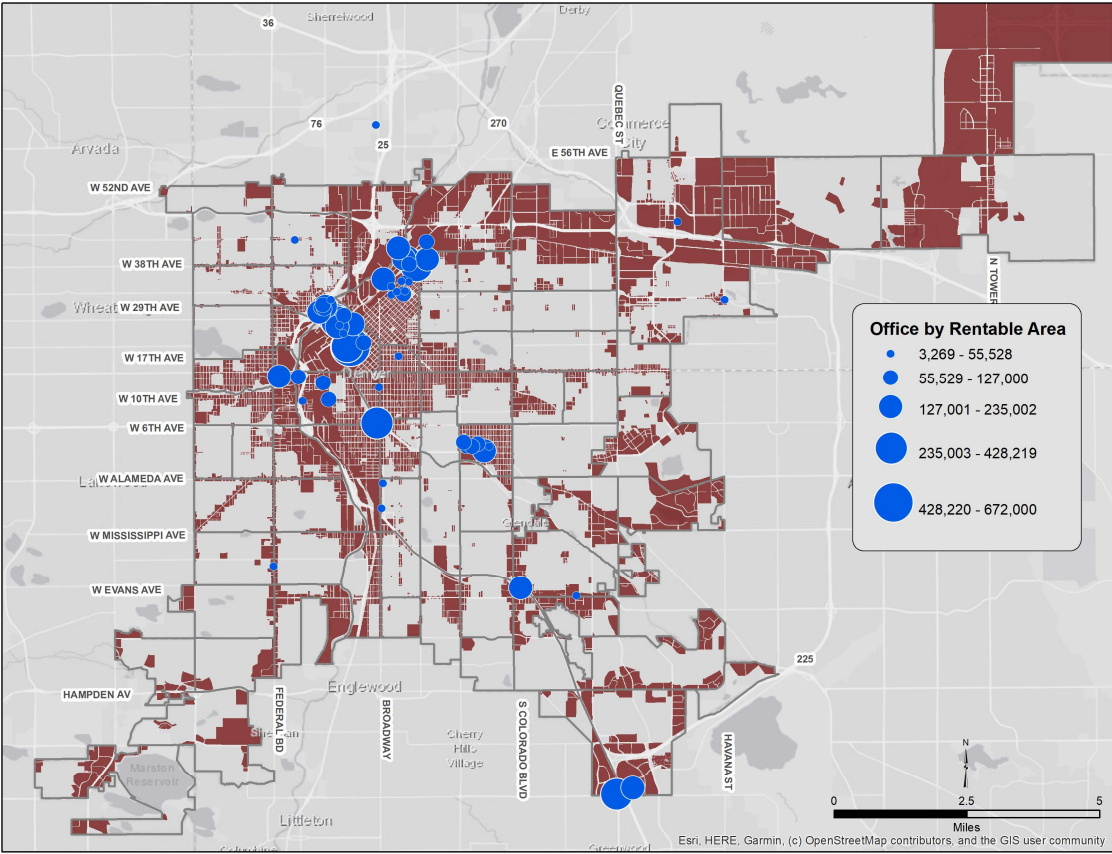 Sherrelwood
Derby
36
76
25
270
QUEBEC ST
Commerce
City
Arvada
E 56TH AVE
W 52ND AVE
W 38TH AVE
N TOWER
Wheat
W 29TH AVE
W 17TH AVE
W 10TH AVE
W 6TH AVE
W ALAMEDA AVE
Glendale
W MISSISSIPPI AVE
W EVANS AVE
225
HAMPDEN AV
Englewood
FEDERAL BD
BROADWAY
S COLORADO BLVD
HAVANAST
Cherry
Hills
Village
Marston
Reservoir
Littleton
Columbine
Greenwood
Office by Rentable Area
3,269 - 55,528
55,529 - 127,000
127,001 - 235,002
235,003 - 428,219
428,220 - 672,000
N
0 2.5 5
Miles
Esri, HERE, Garmin, (c) OpenStreetMap contributors, and the GIS user community